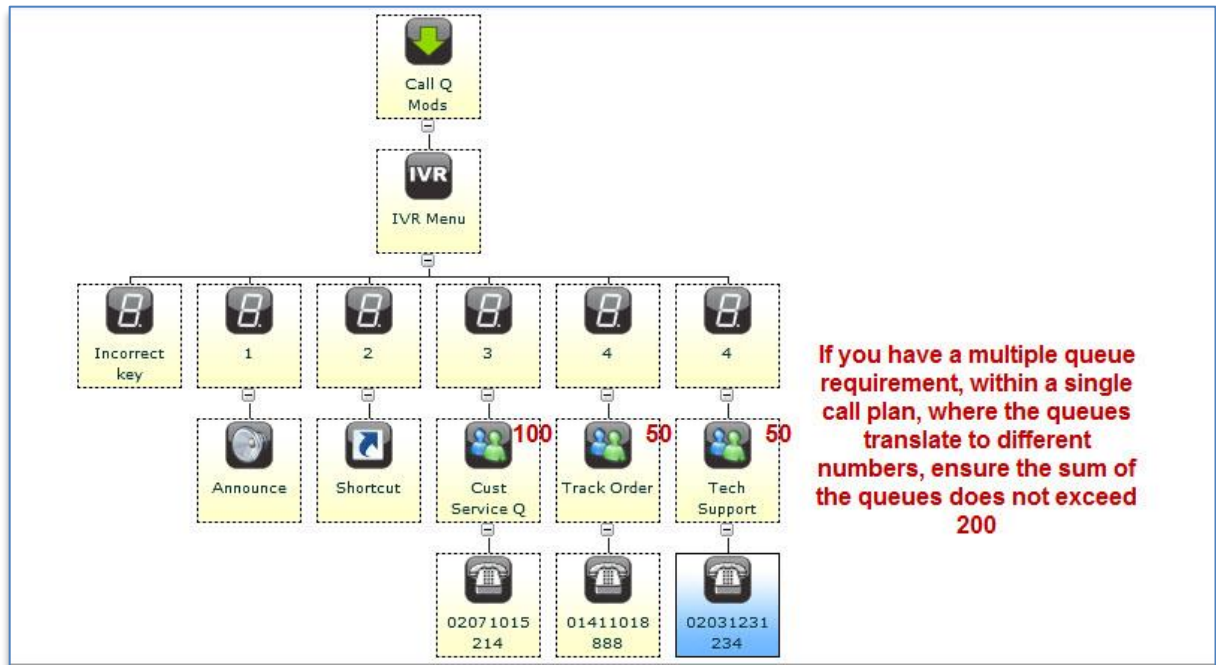 Call Q
Mods
IVR
IVR Menu
Incorrect
key
1
2
3
4
4
Announce
Shortcut
Cust
Service Q
100
Track Order
50
Tech
Support
50
02071015
214
01411018
888
02031231
234
If you have a multiple queue
requirement, within a single
call plan, where the queues
translate to different
numbers, ensure the sum of
the queues does not exceed
200